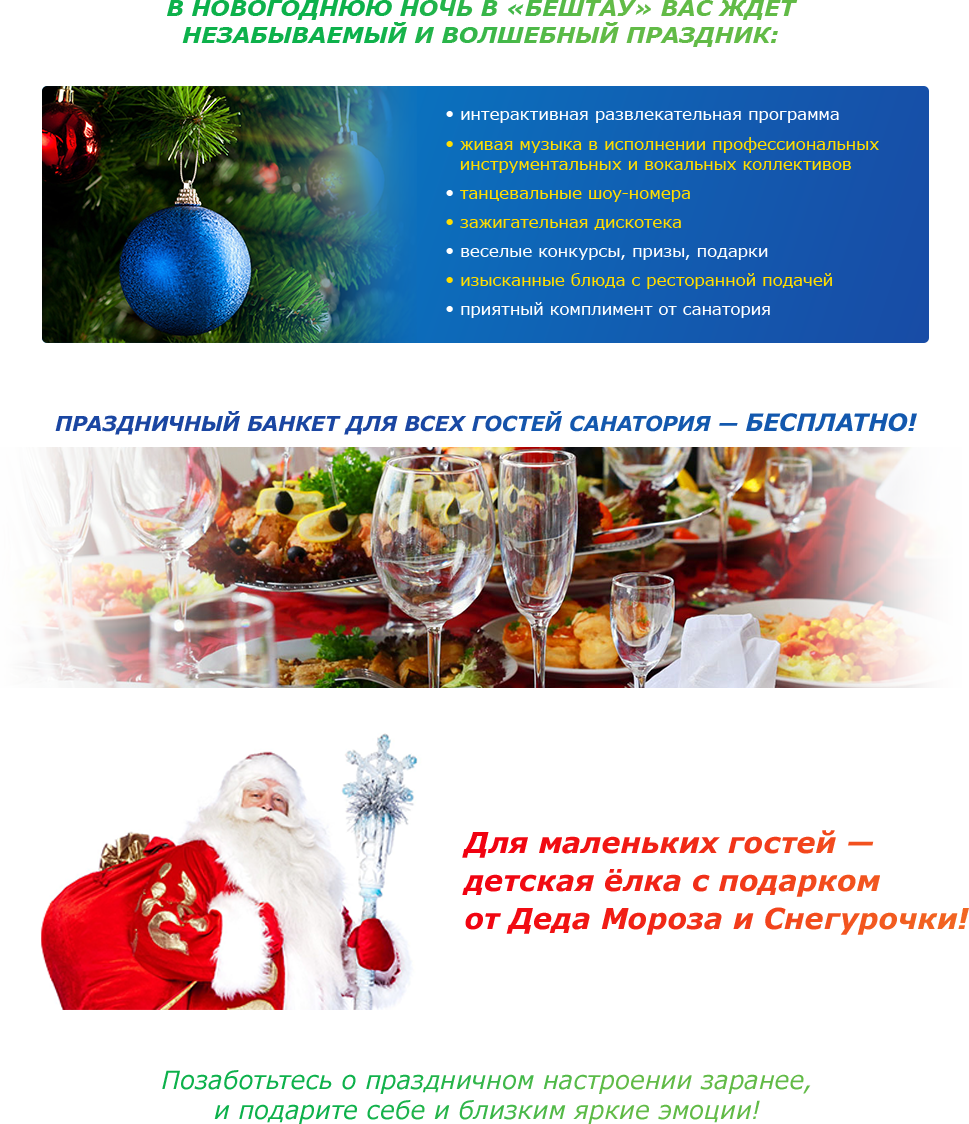 В НОВОГОДНЮЮ НОЧЬ В «БЕШТАУ» ВАС ЖДЕТ
НЕЗАБЫВАЕМЫЙ И ВОЛШЕБНЫЙ ПРАЗДНИК:
• интерактивная развлекательная программа
• живая музыка в исполнении профессиональных
инструментальных и вокальных коллективов
• танцевальные шоу-номера
• зажигательная дискотека
• веселые конкурсы, призы, подарки
• изысканные блюда с ресторанной подачей
• приятный комплимент от санатория
ПРАЗДНИЧНЫЙ БАНКЕТ ДЛЯ ВСЕХ ГОСТЕЙ САНАТОРИЯ — БЕСПЛАТНО!
Для маленьких гостей —
детская ёлка с подарком
от Деда Мороза и Снегурочки!
Позаботьтесь о праздничном настроении заранее,
и подарите себе и близким яркие эмоции!